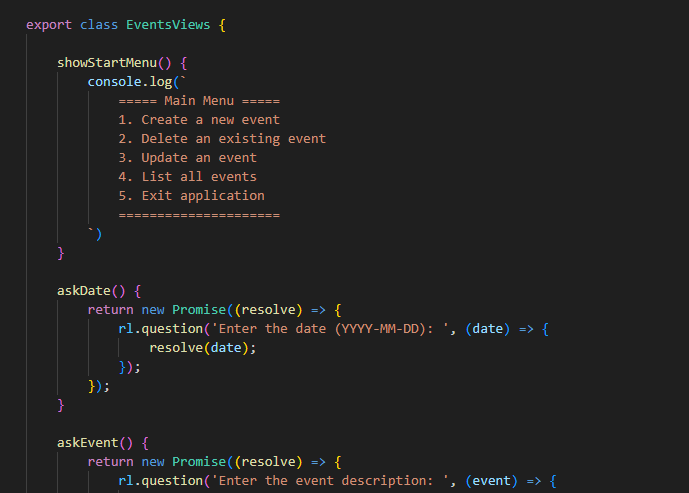 export class EventsViews {
showStartMenu() {
console.log(`
===== Main Menu =====
1. Create a new event
2. Delete an existing event
3. Update an event
4. List all events
5. Exit application
=====================
`)
}
askDate() {
return new Promise((resolve) => {
rl.question('Enter the date (YYYY-MM-DD): ', (date) => {
resolve(date);
});
});
}
askEvent() {
return new Promise((resolve) => {
rl.question('Enter the event description: ', (event) => {